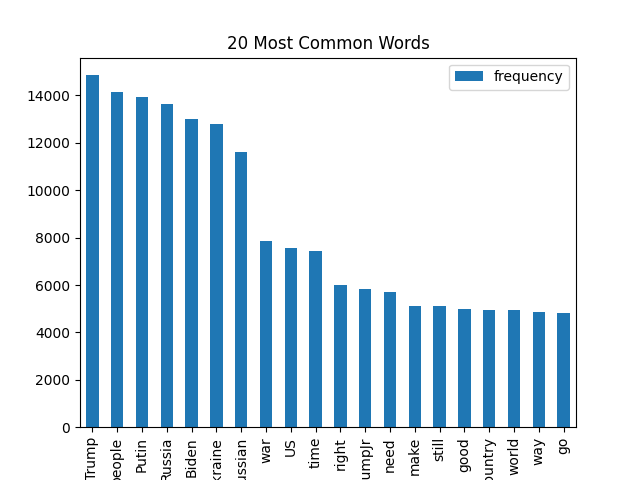 20 Most Common Words
frequency
14000
12000
10000
8000
6000
4000
2000
0
Trump
people
Putin
Russia
Biden
kraine
ussian
war
US
time
right
umpJr
need
make
still
good
ountry
world
way
go